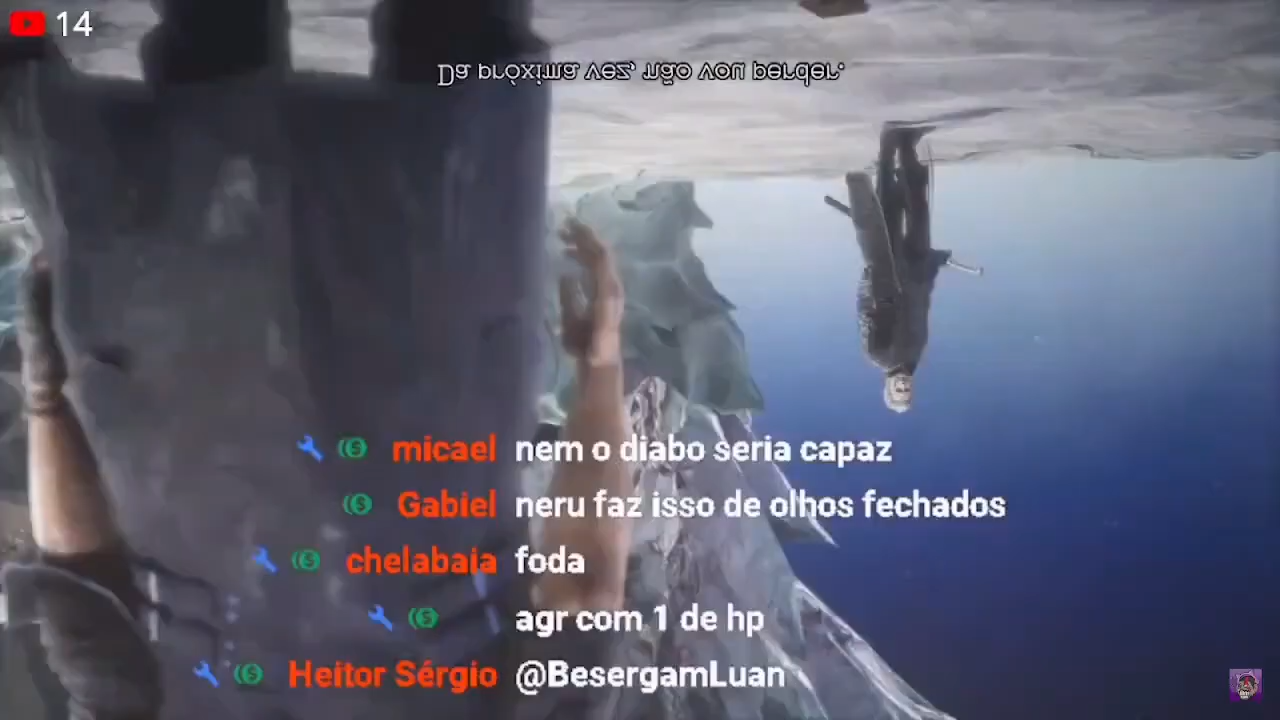 14
Da próxima vez, não vou perder.
micael nem o diabo seria capaz
Gabiel neru faz isso de olhos fechados
chelabaia foda
agr com 1 de hp
Heitor Sérgio @BesergamLuan